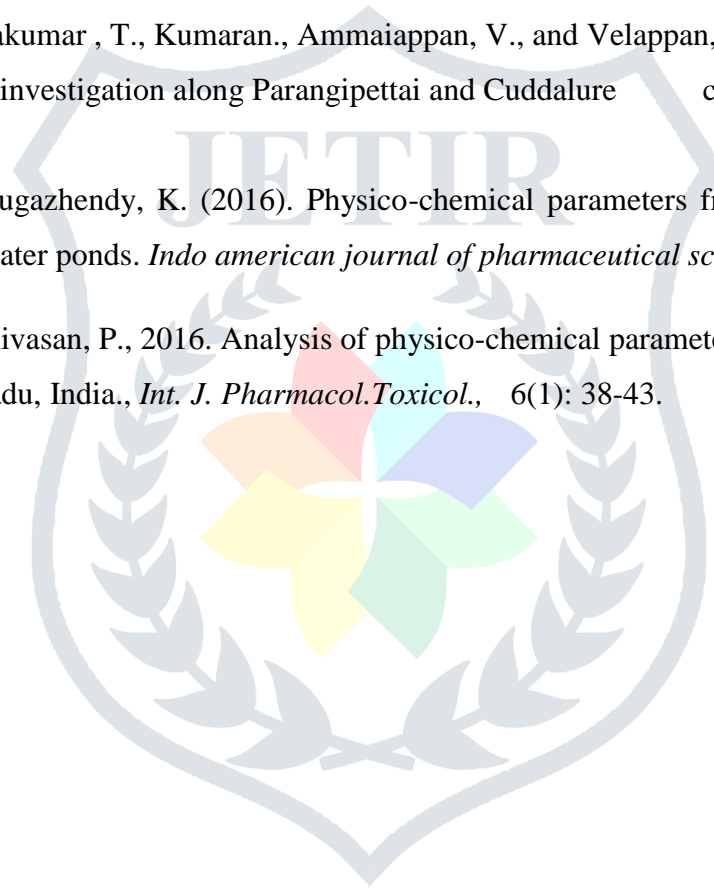 akumar , T., Kumaran., Ammaiappan, V., and Velappan,
investigation along Parangipettai and Cuddalure c
JETIR
ugazhendy, K. (2016). Physico-chemical parameters f
ater ponds. Indo american journal of pharmaceutical sc
ivasan, P., 2016. Analysis of physico-chemical paramet
adu, India., Int. J. Pharmacol.Toxicol., 6(1): 38-43.